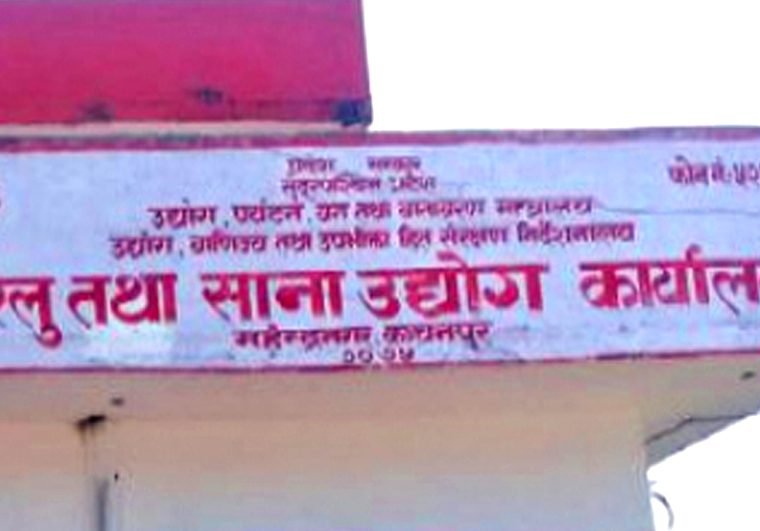 प्रदेश सरकार
सुदूरपश्चिम प्रदेश
फोन नं:
उद्योग, पर्यटन, वन तथा वातावरण मन्त्रालय
उद्योग, वाणिज्य तथा उपभोक्ता हित संरक्षण निर्देशनालय
रेलु तथा साना उद्योग कार्याल
महेन्द्रनगर, कञ्चनपुर